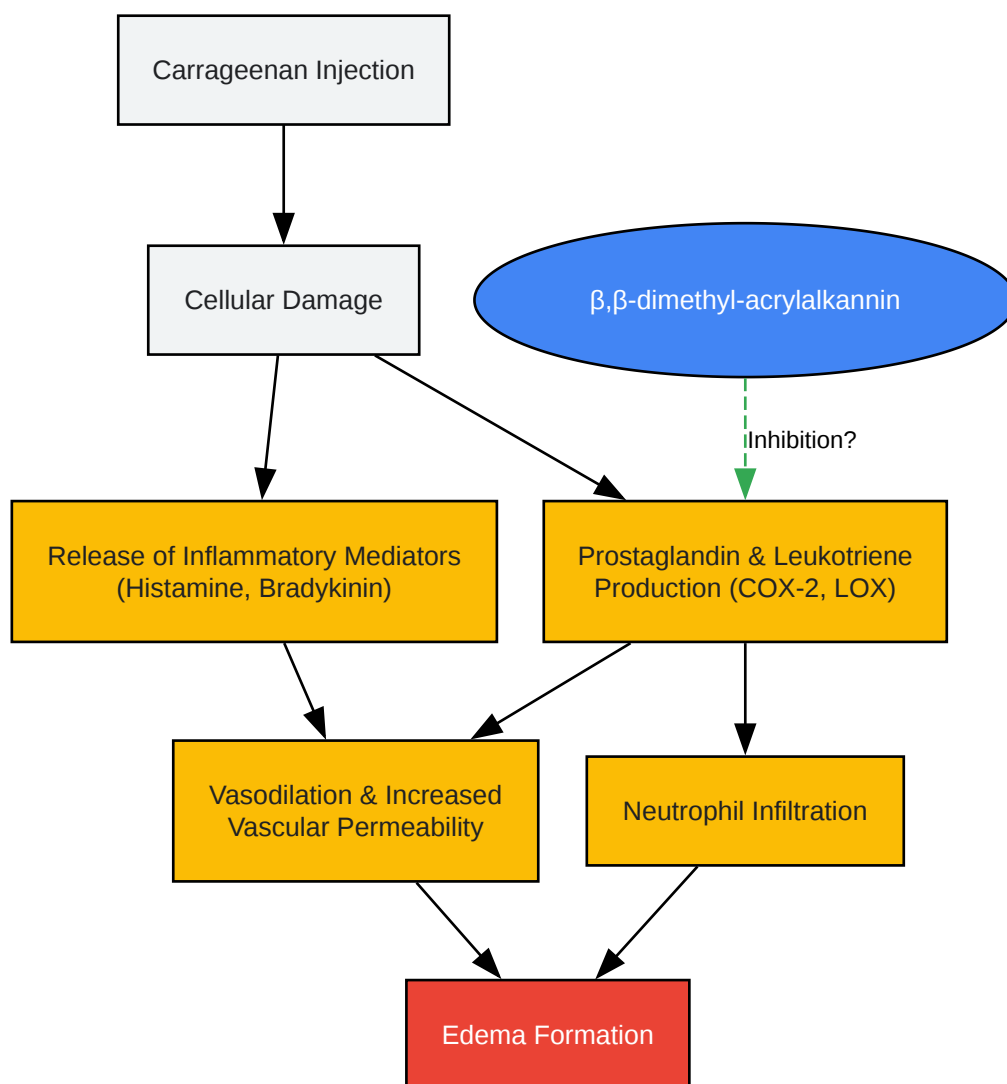 Carrageenan Injection
Cellular Damage
β,β-dimethyl-acrylalkannin
Inhibition?
Release of Inflammatory Mediators
(Histamine, Bradykinin)
Prostaglandin & Leukotriene
Production (COX-2, LOX)
Vasodilation & Increased
Vascular Permeability
Neutrophil Infiltration
Edema Formation